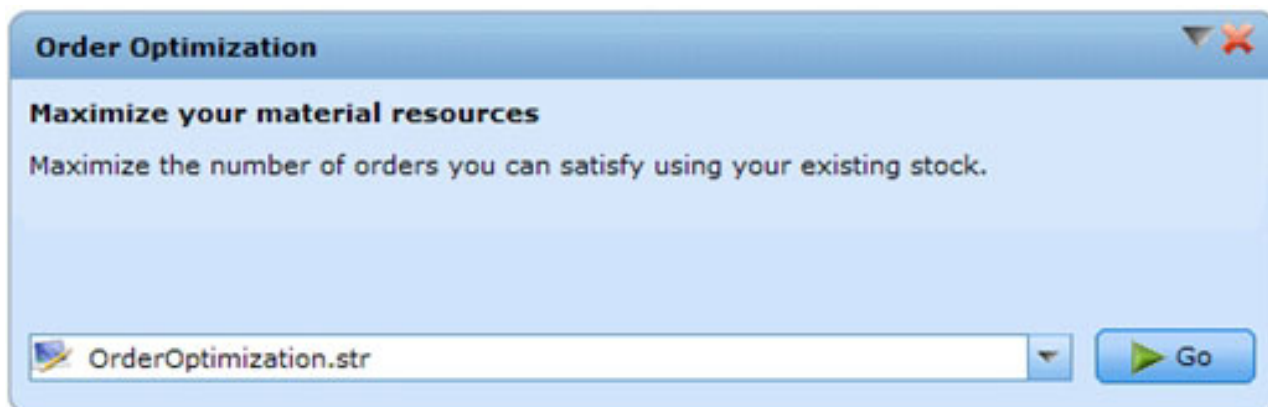 Order Optimization
Maximize your material resources
Maximize the number of orders you can satisfy using your existing stock.
OrderOptimization.str
Go